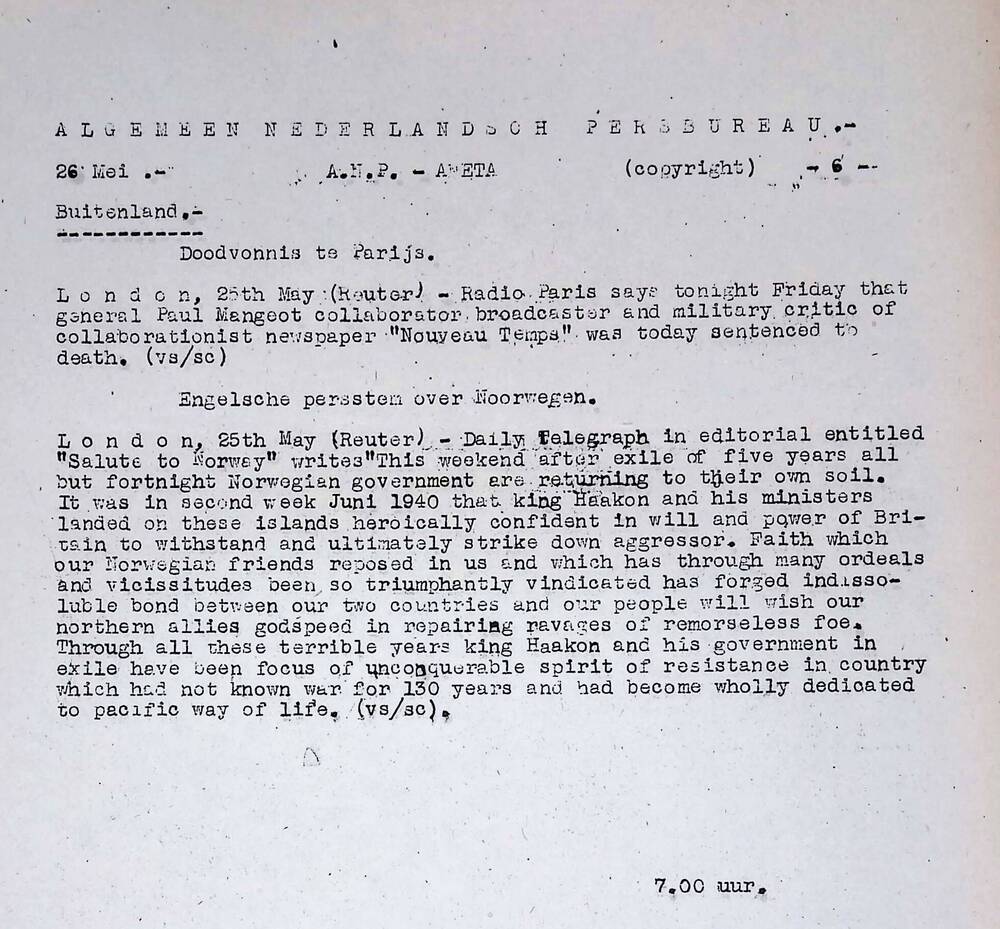 ALGEMEEN NEDERLANDSCH PERSBUREAU.-
26 Mei .- A.N.P. - ANETA (copyright) - 6 --
Buitenland.-
Doodvonnis te Parijs.
London, 25th May (Reuter) - Radio Paris says tonight Friday that
general Paul Mangeot collaborator broadcaster and military critic of
collaborationist newspaper "Nouveau Temps" was today sentenced to
death. (vs/sc)
Engelsche persstem over Noorwegen.
London, 25th May (Reuter) - Daily Telegraph in editorial entitled
"Salute to Norway" writes"This weekend after exile of five years all
but fortnight Norwegian government are returning to their own soil.
It was in second week Juni 1940 that king Haakon and his ministers
landed on these islands heroically confident in will and power of Bri-
tain to withstand and ultimately strike down aggressor. Faith which
our Norwegian friends reposed in us and which has through many ordeals
and vicissitudes been so triumphantly vindicated has forged indisso-
luble bond between our two countries and our people will wish our
northern allies godspeed in repairing ravages of remorseless foe.
Through all these terrible years king Haakon and his government in
exile have been focus of unconquerable spirit of resistance in country
which had not known war for 130 years and had become wholly dedicated
to pacific way of life. (vs/sc).
7.00 uur.